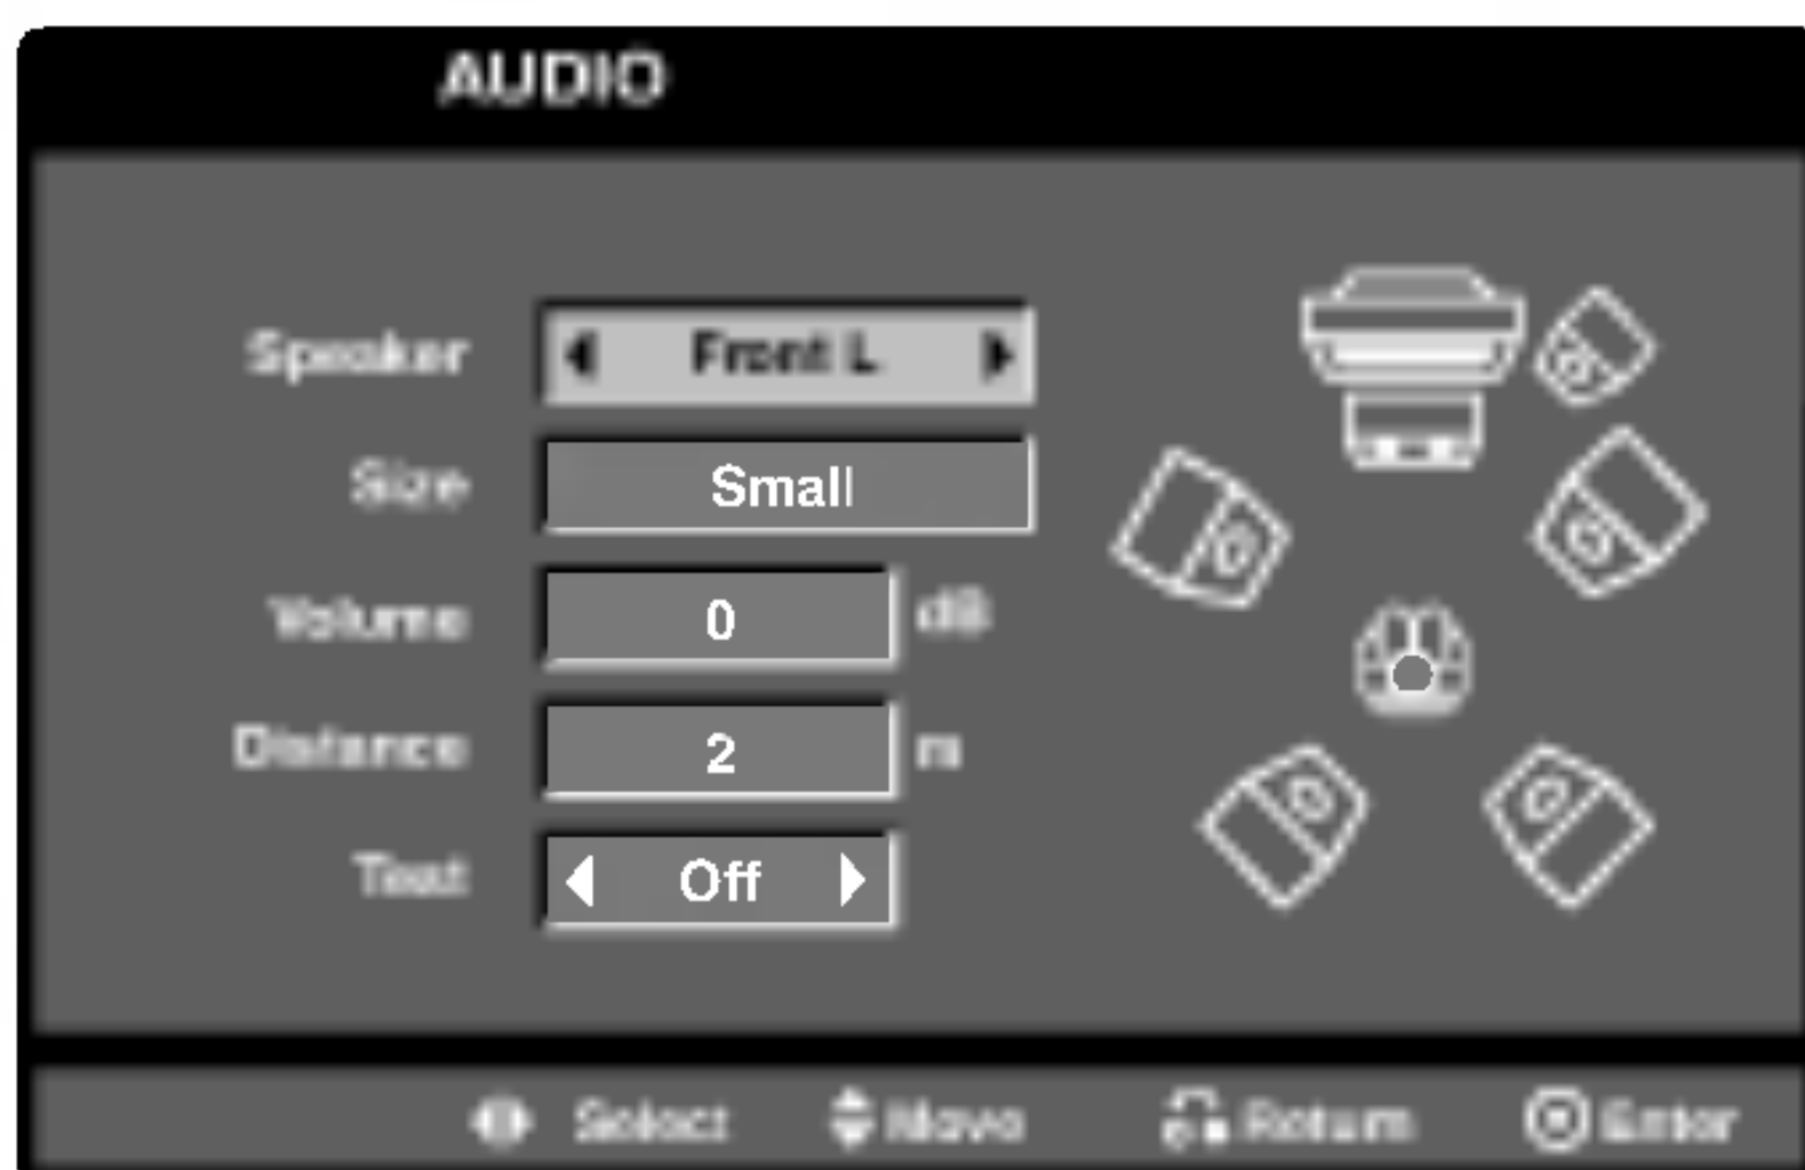 AUDIO
Speaker Front L
Size Small
Volume 0 dB
Distance 2 m
Test Off
Select Move Return Enter